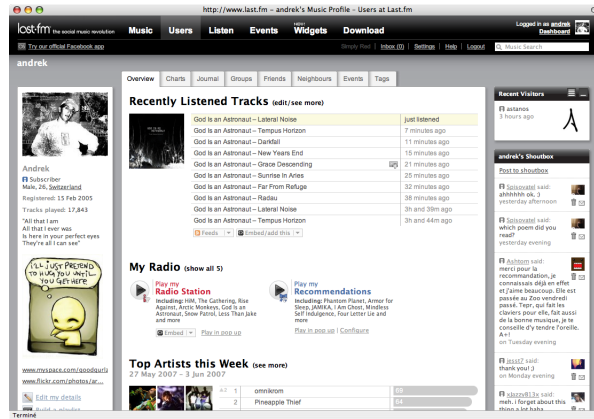 http://www.last.fm – andrek's Music Profile – Users at Last.fm
last.fm the social music revolution
Music Users Listen Events NEW! Widgets Download
Logged in as andrek
Dashboard
Try our official Facebook app
Simply Red | Inbox (0) | Settings | Help | Logout
Music Search
andrek
Overview Charts Journal Groups Friends Neighbours Events Tags
Andrek
Subscriber
Male, 26, Switzerland
Registered: 15 Feb 2005
Tracks played: 17,843
"All that I am
All that I ever was
Is here in your perfect eyes
They're all I can see"
I'LL JUST PRETEND
TO HUG YOU UNTIL
YOU GET HERE
www.myspace.com/goodqurla
www.flickr.com/photos/ar...
Edit my details
Build a playlist
Terminé
Recently Listened Tracks (edit/see more)
God Is an Astronaut – Lateral Noise just listened
God Is an Astronaut – Tempus Horizon 7 minutes ago
God Is an Astronaut – Darkfall 11 minutes ago
God Is an Astronaut – New Years End 15 minutes ago
God Is an Astronaut – Grace Descending 21 minutes ago
God Is an Astronaut – Sunrise In Aries 25 minutes ago
God Is an Astronaut – Far From Refuge 32 minutes ago
God Is an Astronaut – Radau 38 minutes ago
God Is an Astronaut – Lateral Noise 3h and 39m ago
God Is an Astronaut – Tempus Horizon 3h and 44m ago
Feeds Embed/add this
My Radio (show all 5)
Play my
Radio Station
Including: HIM, The Gathering, Rise
Against, Arctic Monkeys, God Is an
Astronaut, Snow Patrol, Less Than Jake
and more
Embed Play in pop up
Play my
Recommendations
Including: Phantom Planet, Armor for
Sleep, JAMIKA, I Am Ghost, Mindless
Self Indulgence, Four Letter Lie and
more
Play in pop up | Configure
Top Artists this Week (see more)
27 May 2007 – 3 Jun 2007
1 omnikrom
2 Pineapple Thief 64
Recent Visitors
astanos
3 hours ago
andrek's Shoutbox
Post to shoutbox
Spisovatel said:
ahhhhhh ok, :)
yesterday afternoon
Spisovatel said:
which poem did you
read?
yesterday evening
Ashtom said:
merci pour la
recommandation, je
connaissais déjà en effet
et j'aime beaucoup. Elle est
passée au Zoo vendredi
passé. Tepr, qui fait les
claviers pour elle, fait aussi
de la bonne musique, je te
conseille d'y tendre l'oreille.
A+!
on Tuesday evening
jesst7 said:
thank you! ;)
on Monday evening
xJazzy913x said:
meh. i forget about this
thing a lot haha.